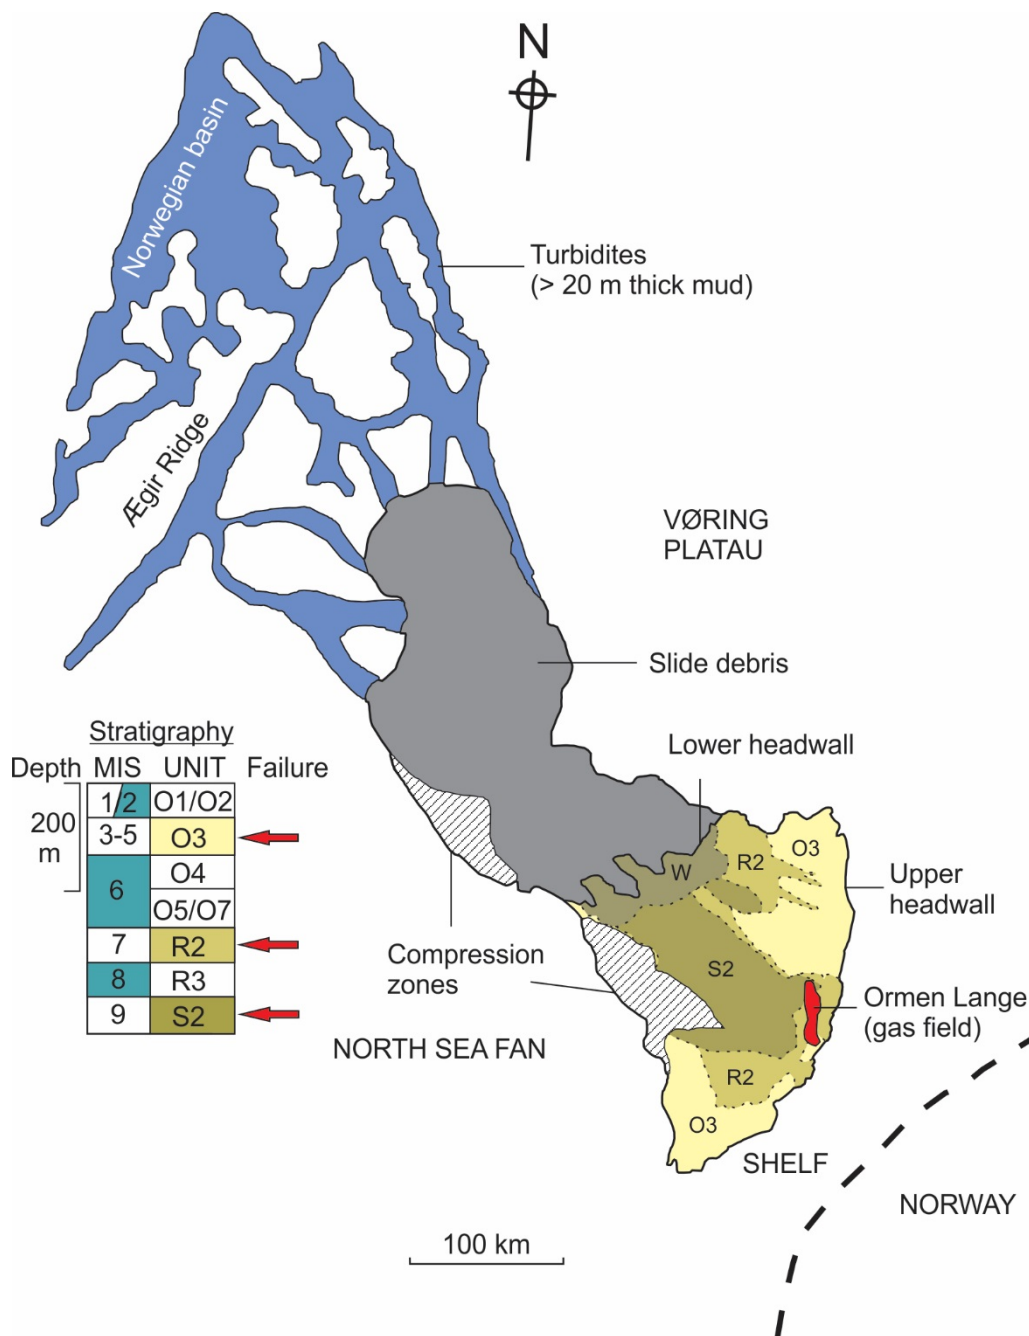 N
Norwegian basin
Turbidites
(> 20 m thick mud)
Ægir Ridge
VØRING
PLATAU
Slide debris
Lower headwall
Stratigraphy
Depth MIS UNIT Failure
200
m
1/2 O1/O2
3-5 O3
6 O4
O5/O7
7 R2
8 R3
9 S2
W
R2
O3
Upper
headwall
Compression
zones
S2
Ormen Lange
(gas field)
NORTH SEA FAN
R2
O3
SHELF
NORWAY
100 km